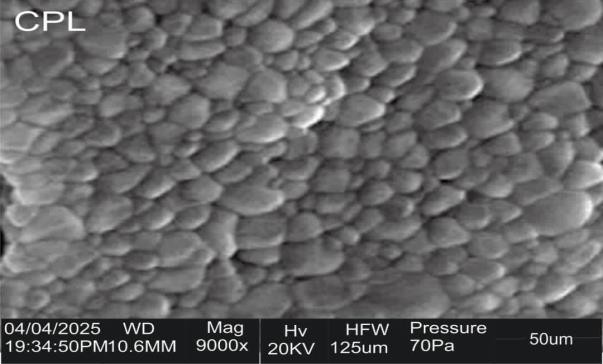 CPL
04/04/2025 WD Mag Hv HFW Pressure 50um
19:34:50PM10.6MM 9000x 20KV 125um 70Pa